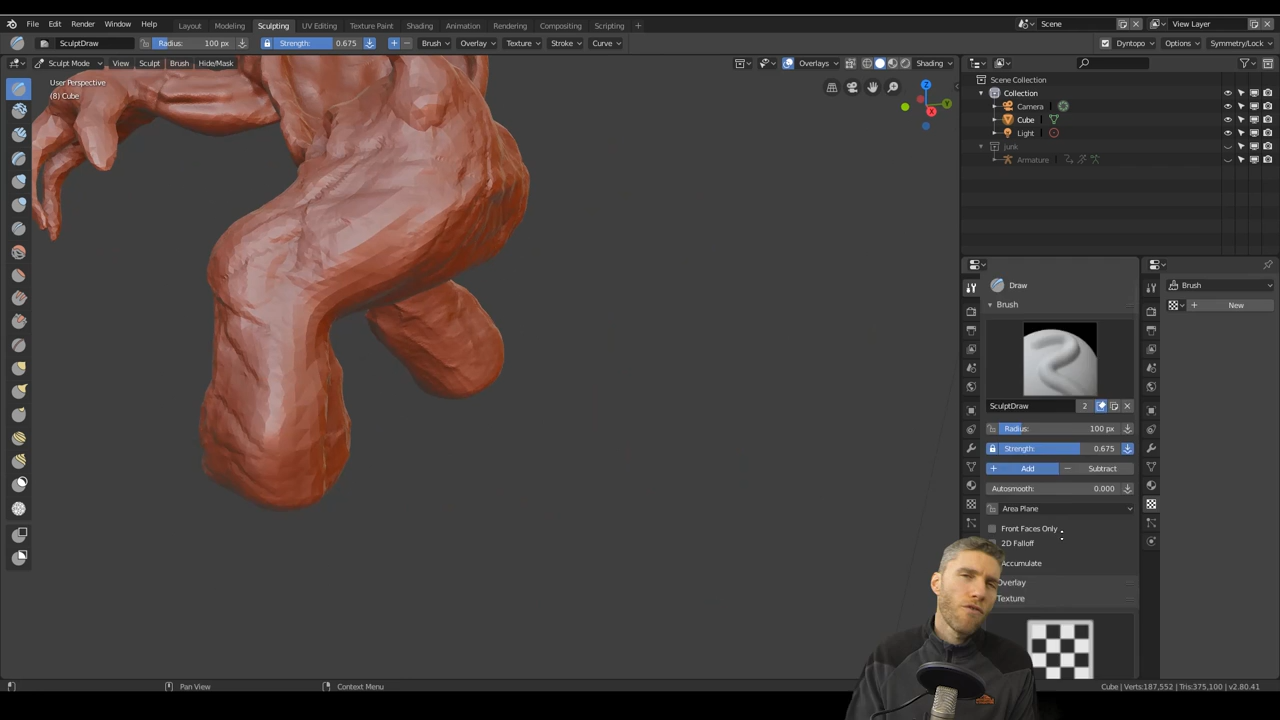 File Edit Render Window Help Layout Modeling Sculpting UV Editing Texture Paint Shading Animation Rendering Compositing Scripting + Scene View Layer
SculptDraw Radius: 100 px Strength: 0.675 + − Brush Overlay Texture Stroke Curve Dyntopo Options Symmetry/Lock
Sculpt Mode View Sculpt Brush Hide/Mask Overlays Shading
User Perspective
(8) Cube
X
Y
Z
Scene Collection
Collection
Camera
Cube
Light
junk
Armature
Draw
Brush
SculptDraw 2
Radius: 100 px
Strength: 0.675
+ Add − Subtract
Autosmooth: 0.000
Area Plane
Front Faces Only
2D Falloff
Accumulate
Overlay
Texture
Brush
+ New
Pan View Context Menu Cube | Verts:187,552 | Tris:375,100 | v2.80.41